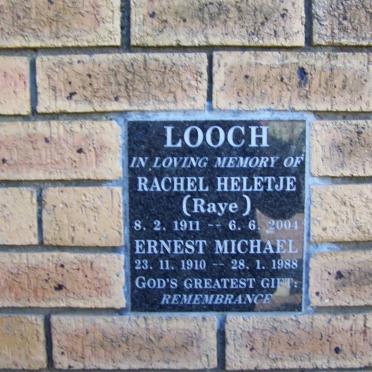 LOOCH
IN LOVING MEMORY OF
RACHEL HELETJE
(Raye)
8. 2. 1911 -- 6. 6. 2004
ERNEST MICHAEL
23. 11. 1910 -- 28. 1. 1988
GOD'S GREATEST GIFT:
REMEMBRANCE